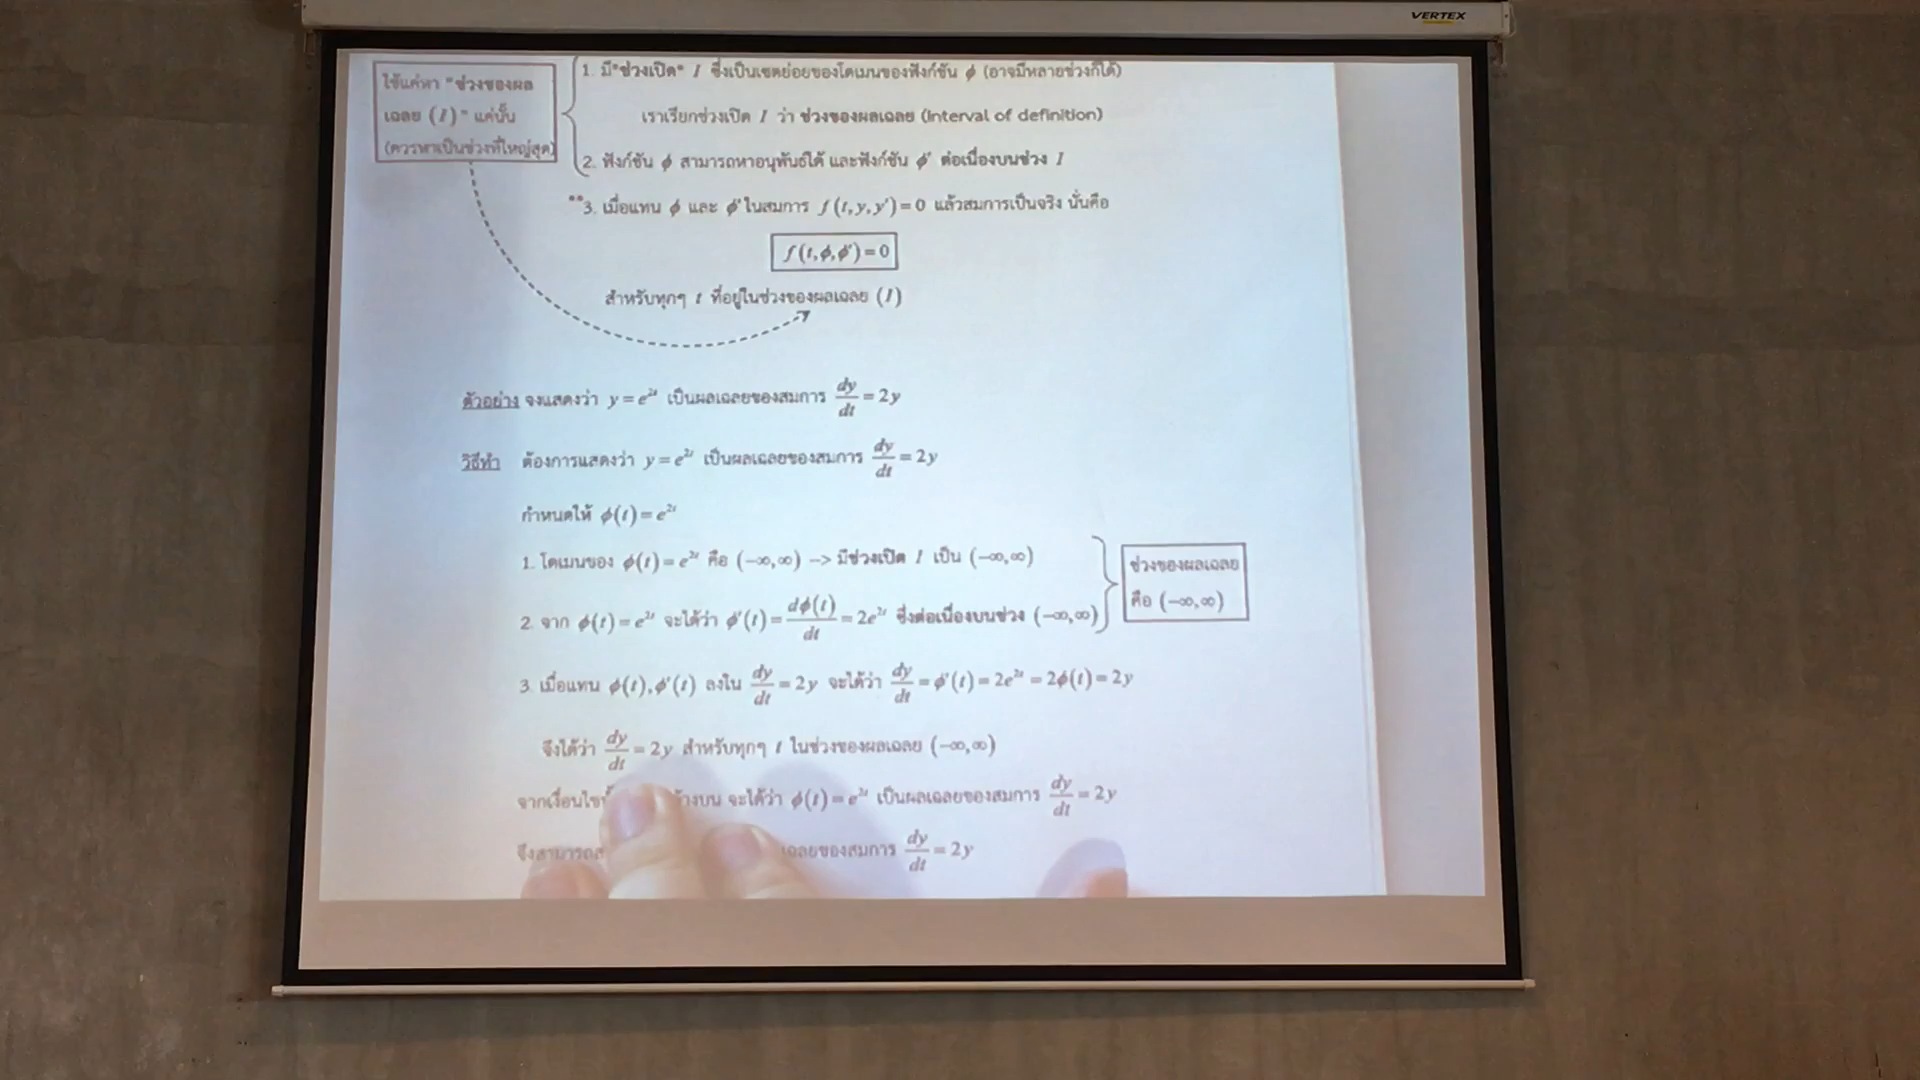 VERTEX
ใช้แค่หา "ช่วงของผล
เฉลย (I)" แค่นั้น
(ควรหาเป็นช่วงที่ใหญ่สุด)
1. มี"ช่วงเปิด" I ซึ่งเป็นเซตย่อยของโดเมนของฟังก์ชัน ϕ (อาจมีหลายช่วงก็ได้)
เราเรียกช่วงเปิด I ว่า ช่วงของผลเฉลย (Interval of definition)
2. ฟังก์ชัน ϕ สามารถหาอนุพันธ์ได้ และฟังก์ชัน ϕ' ต่อเนื่องบนช่วง I
**3. เมื่อแทน ϕ และ ϕ' ในสมการ f(t,y,y')=0 แล้วสมการเป็นจริง นั่นคือ
f(t,ϕ,ϕ')=0
สำหรับทุกๆ t ที่อยู่ในช่วงของผลเฉลย (I)
ตัวอย่าง จงแสดงว่า y=e²ᵗ เป็นผลเฉลยของสมการ dy/dt=2y
วิธีทำ ต้องการแสดงว่า y=e²ᵗ เป็นผลเฉลยของสมการ dy/dt=2y
กำหนดให้ ϕ(t)=e²ᵗ
1. โดเมนของ ϕ(t)=e²ᵗ คือ (-∞,∞) --> มีช่วงเปิด I เป็น (-∞,∞)
2. จาก ϕ(t)=e²ᵗ จะได้ว่า ϕ'(t)=dϕ(t)/dt=2e²ᵗ ซึ่งต่อเนื่องบนช่วง (-∞,∞)
ช่วงของผลเฉลย
คือ (-∞,∞)
3. เมื่อแทน ϕ(t),ϕ'(t) ลงใน dy/dt=2y จะได้ว่า dy/dt=ϕ'(t)=2e²ᵗ=2ϕ(t)=2y
จึงได้ว่า dy/dt=2y สำหรับทุกๆ t ในช่วงของผลเฉลย (-∞,∞)
จากเงื่อนไข จะได้ว่า ϕ(t)=e²ᵗ เป็นผลเฉลยของสมการ dy/dt=2y
ของสมการ dy/dt=2y